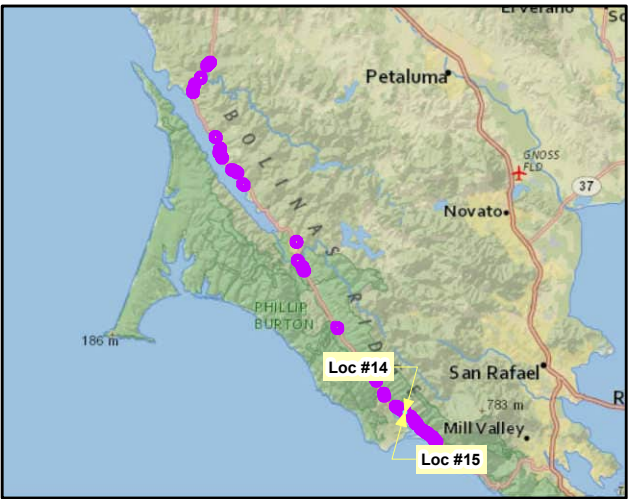 El Verano
Petaluma
GNOSS
FLD
37
BOLINAS
RIDG
Novato
PHILLIP
BURTON
186 m
Loc #14
San Rafael
783 m
Mill Valley
Loc #15